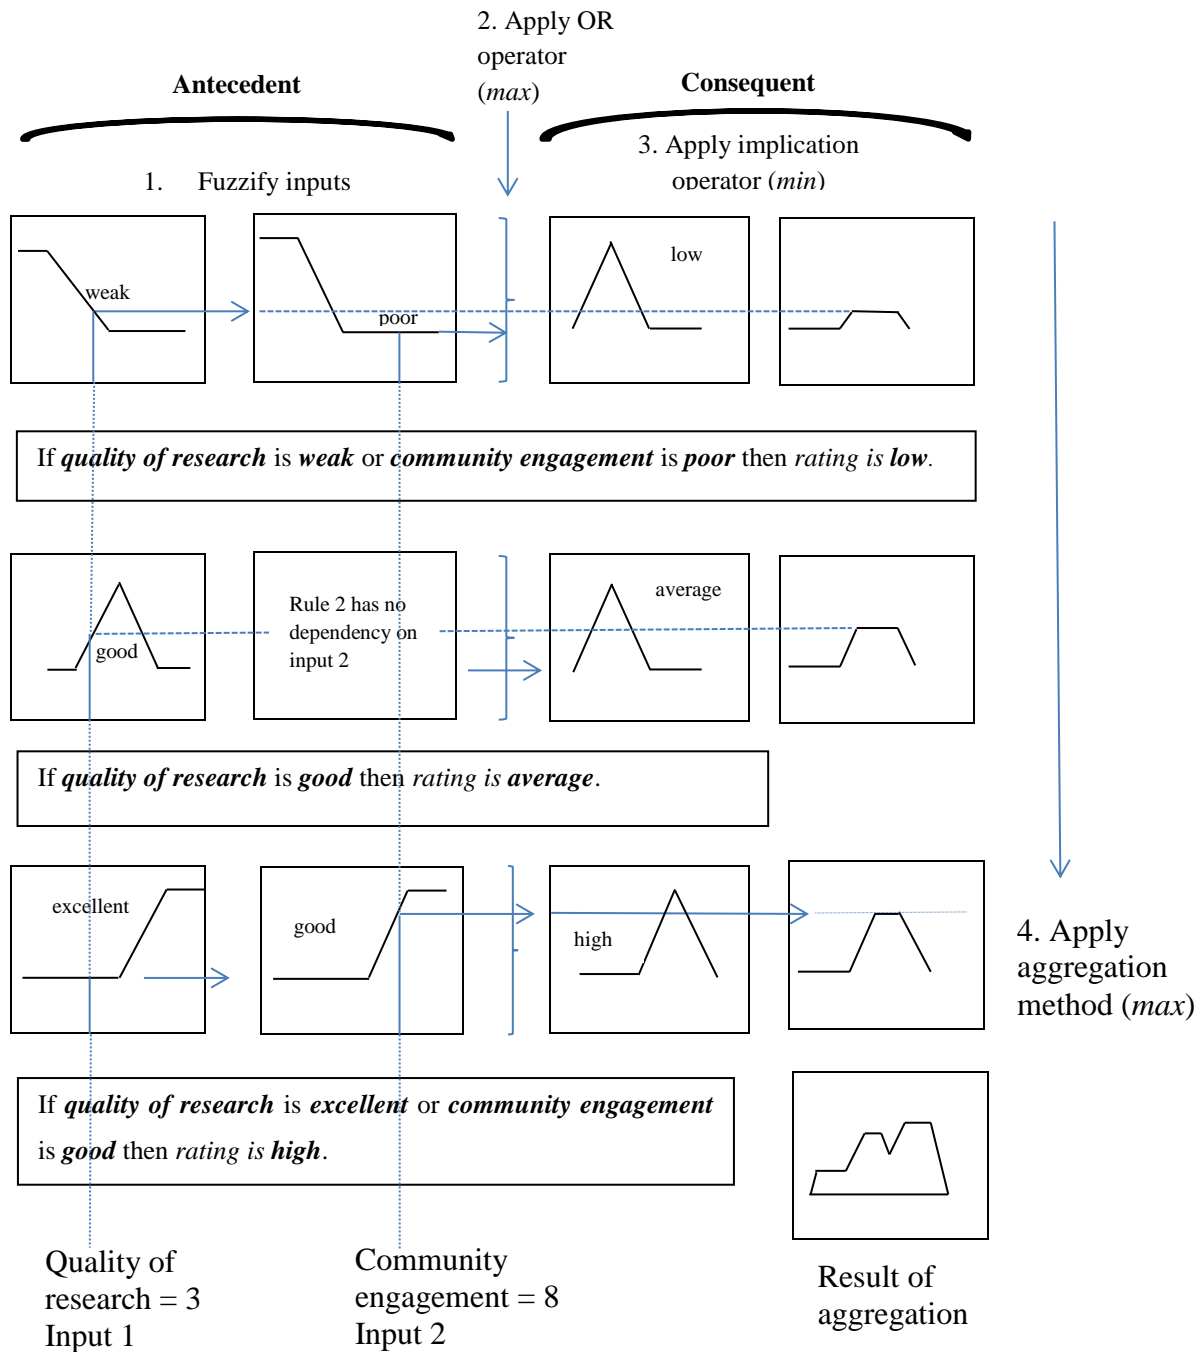 2. Apply OR
operator
(max)
Antecedent
Consequent
3. Apply implication
operator (min)
1. Fuzzify inputs
weak
poor
low
If quality of research is weak or community engagement is poor then rating is low.
good
Rule 2 has no
dependency on
input 2
average
If quality of research is good then rating is average.
excellent
good
high
4. Apply
aggregation
method (max)
If quality of research is excellent or community engagement
is good then rating is high.
Quality of
research = 3
Input 1
Community
engagement = 8
Input 2
Result of
aggregation